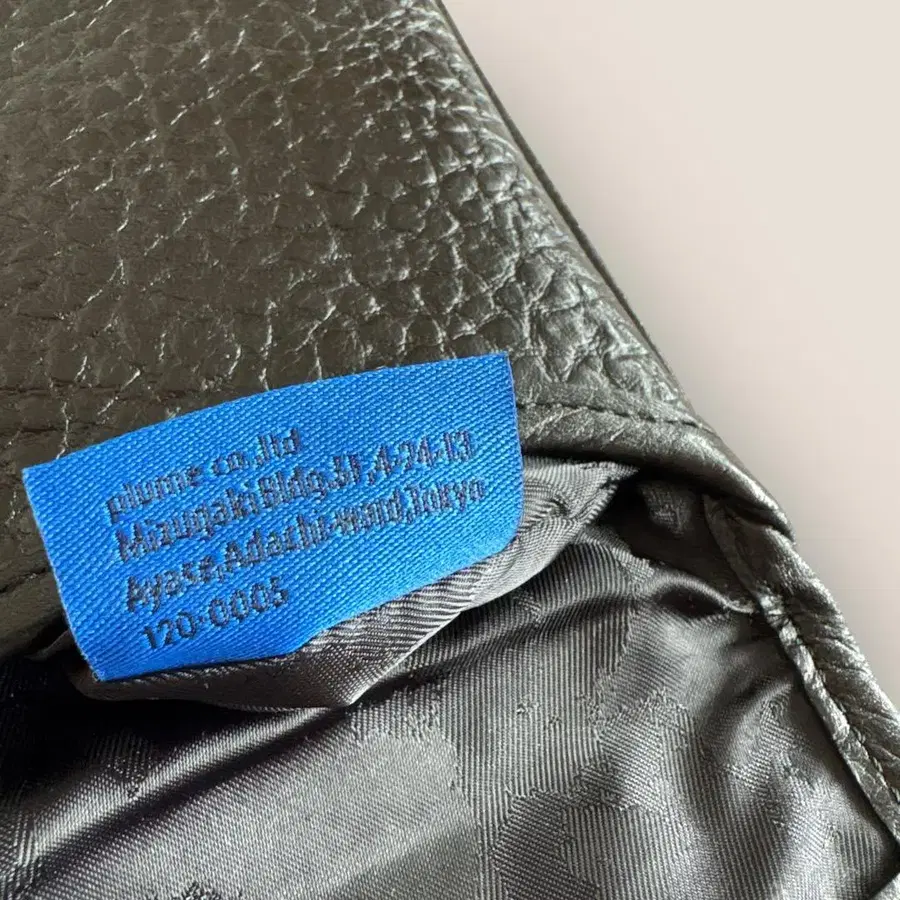 plume co.,ltd
Mizugaki Bldg.3F,4-24-13
Ayase,Adachi-ward,Tokyo
120-0005